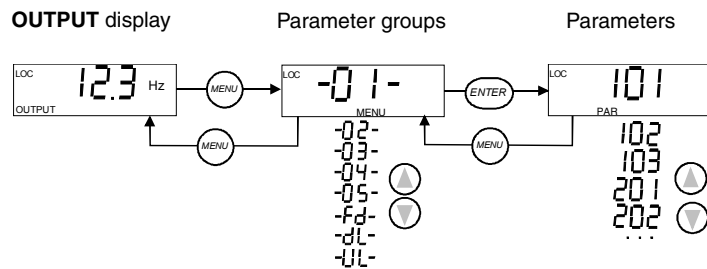 OUTPUT display
Parameter groups
Parameters
LOC
12.3 Hz
OUTPUT
MENU
MENU
LOC
-01-
MENU
-02-
-03-
-04-
-05-
-Fd-
-dL-
-UL-
ENTER
MENU
LOC
101
PAR
102
103
201
202
...